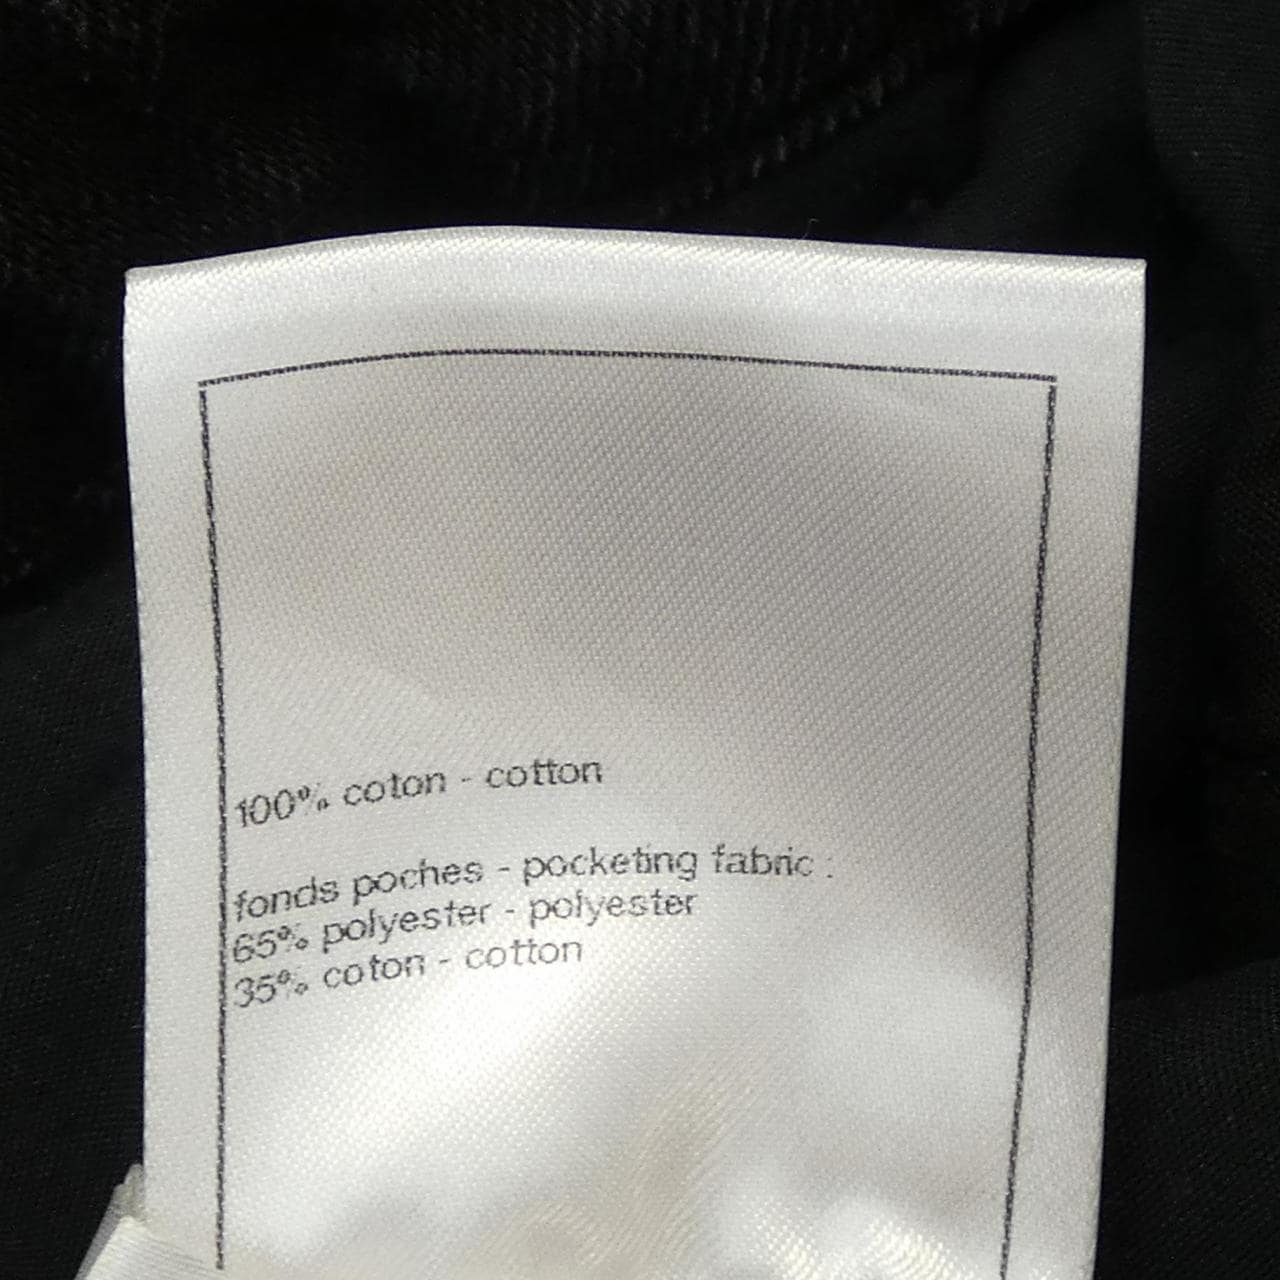 100% coton - cotton
fonds poches - pocketing fabric :
65% polyester - polyester
35% coton - cotton